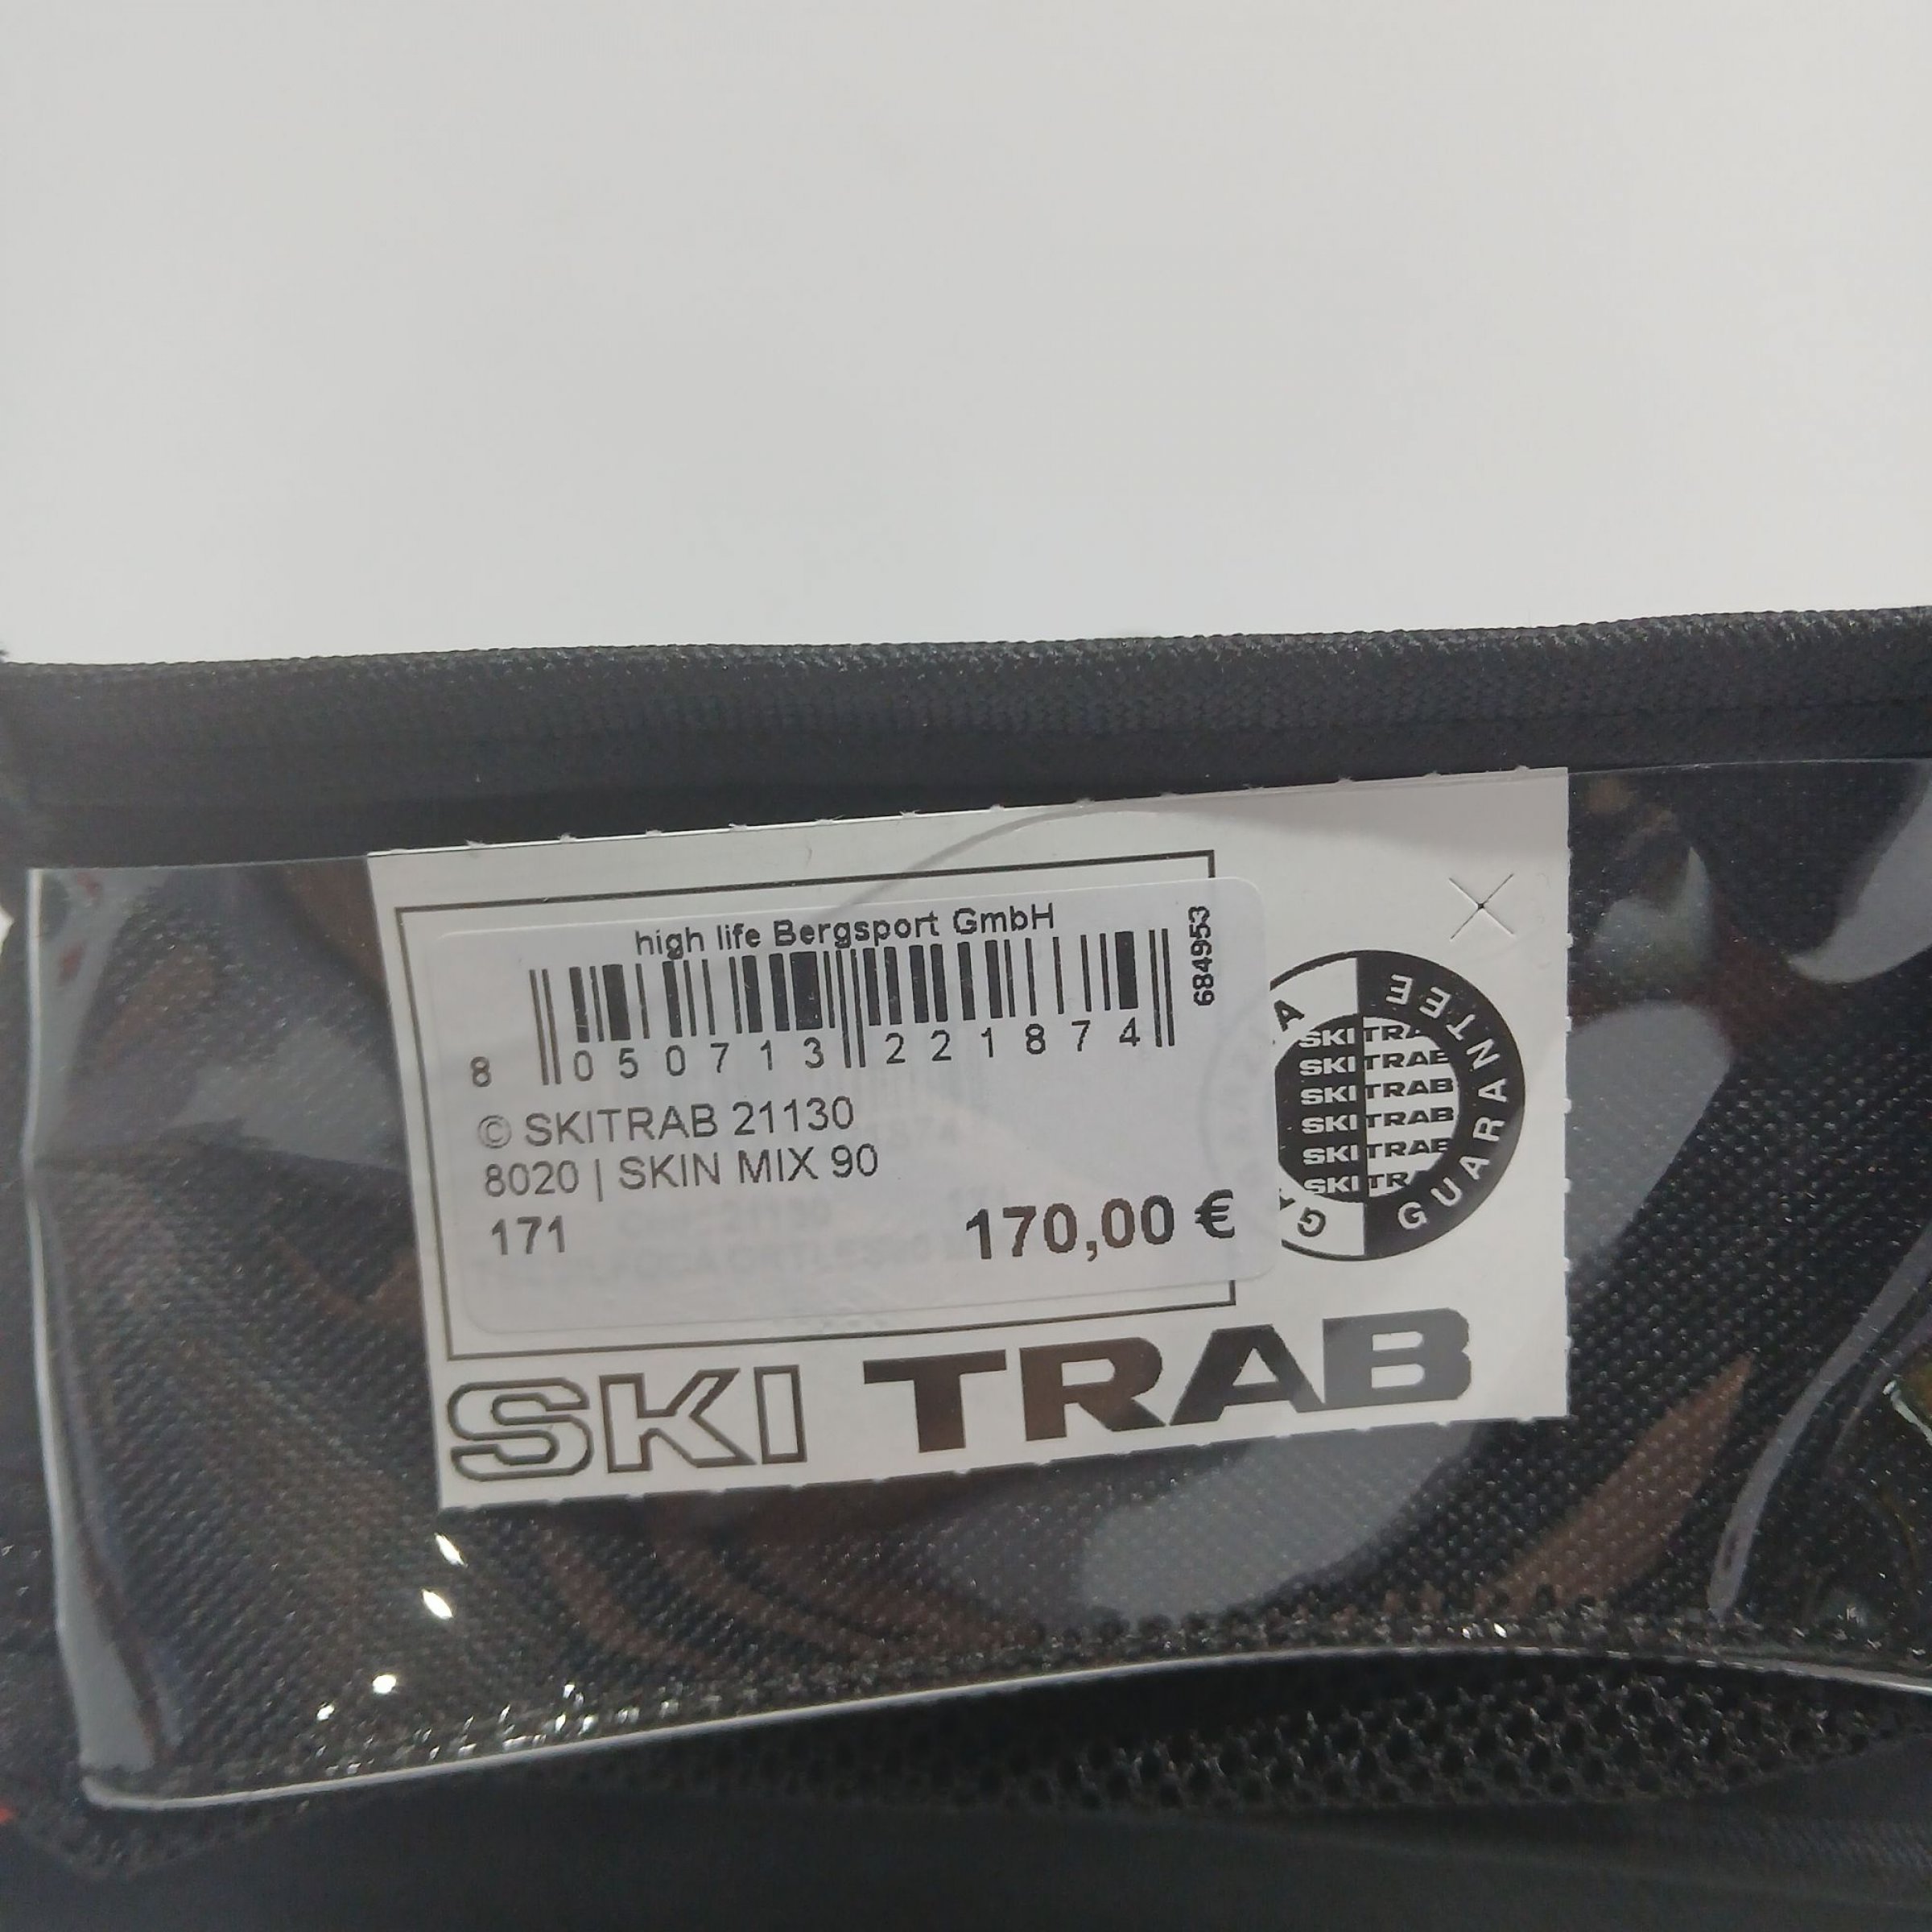 high life Bergsport GmbH
684953
8 050713 221874
© SKITRAB 21130
8020 | SKIN MIX 90
171
170,00 €
GUARANTEE
SKITRAB
SKITRAB
SKITRAB
SKITRAB
SKI TRAB